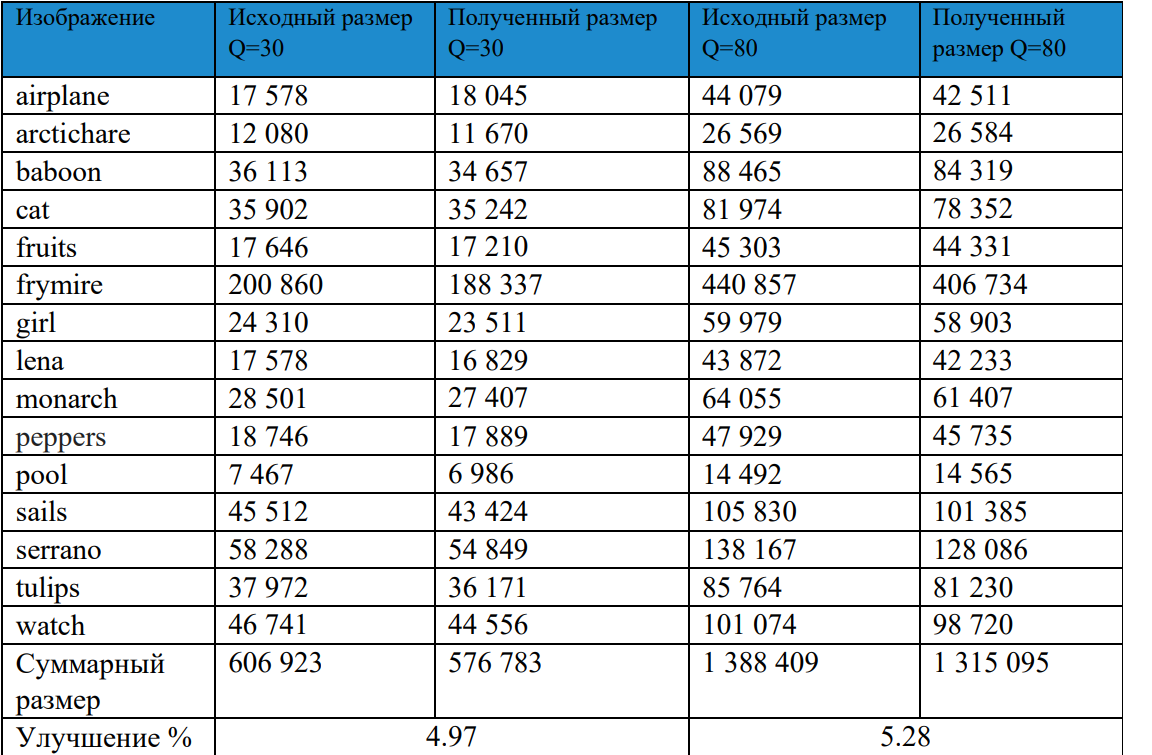 Изображение Исходный размер Q=30 Полученный размер Q=30 Исходный размер Q=80 Полученный размер Q=80
airplane 17 578 18 045 44 079 42 511
arctichare 12 080 11 670 26 569 26 584
baboon 36 113 34 657 88 465 84 319
cat 35 902 35 242 81 974 78 352
fruits 17 646 17 210 45 303 44 331
frymire 200 860 188 337 440 857 406 734
girl 24 310 23 511 59 979 58 903
lena 17 578 16 829 43 872 42 233
monarch 28 501 27 407 64 055 61 407
peppers 18 746 17 889 47 929 45 735
pool 7 467 6 986 14 492 14 565
sails 45 512 43 424 105 830 101 385
serrano 58 288 54 849 138 167 128 086
tulips 37 972 36 171 85 764 81 230
watch 46 741 44 556 101 074 98 720
Суммарный размер 606 923 576 783 1 388 409 1 315 095
Улучшение % 4.97 5.28